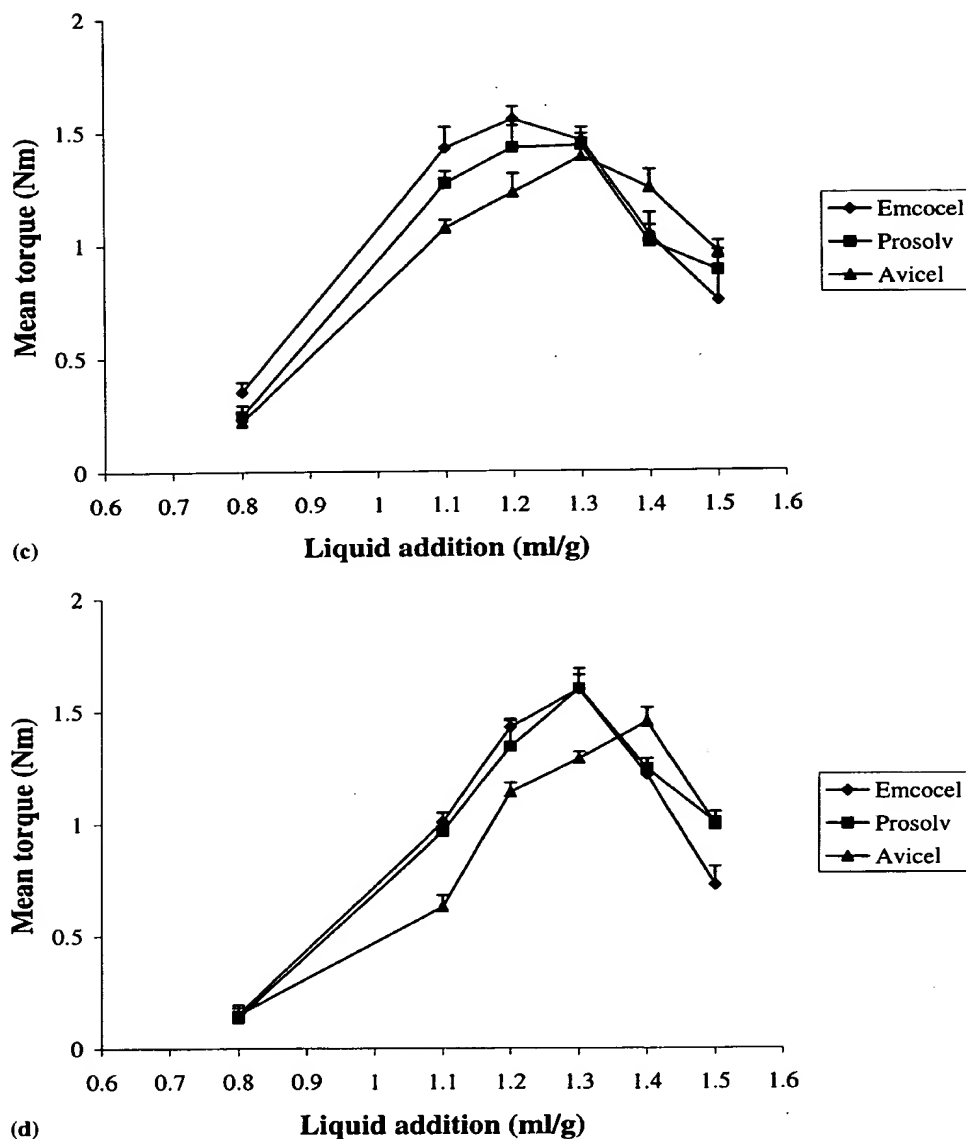 2
1.5
1
0.5
0
Mean torque (Nm)
0.6 0.7 0.8 0.9 1 1.1 1.2 1.3 1.4 1.5 1.6
Liquid addition (ml/g)
Emcocel
Prosolv
Avicel
(c)
2
1.5
1
0.5
0
Mean torque (Nm)
0.6 0.7 0.8 0.9 1 1.1 1.2 1.3 1.4 1.5 1.6
Liquid addition (ml/g)
Emcocel
Prosolv
Avicel
(d)